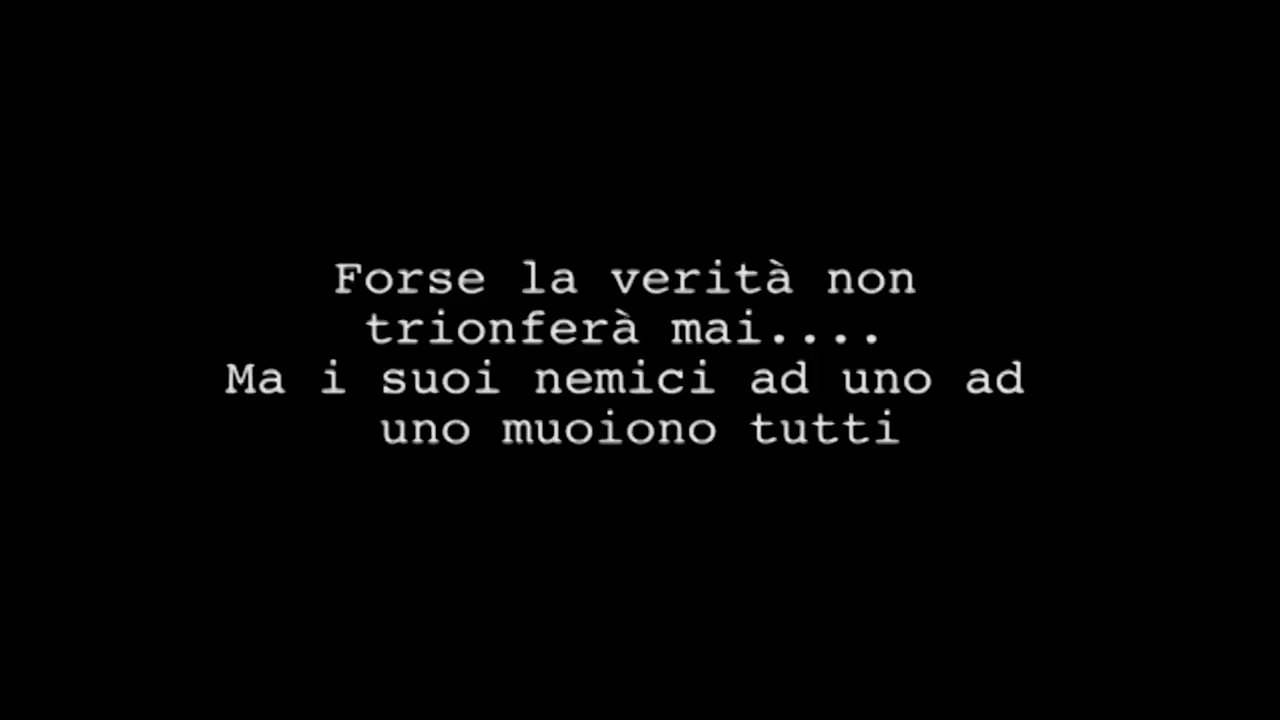 Forse la verità non
trionferà mai....
Ma i suoi nemici ad uno ad
uno muoiono tutti